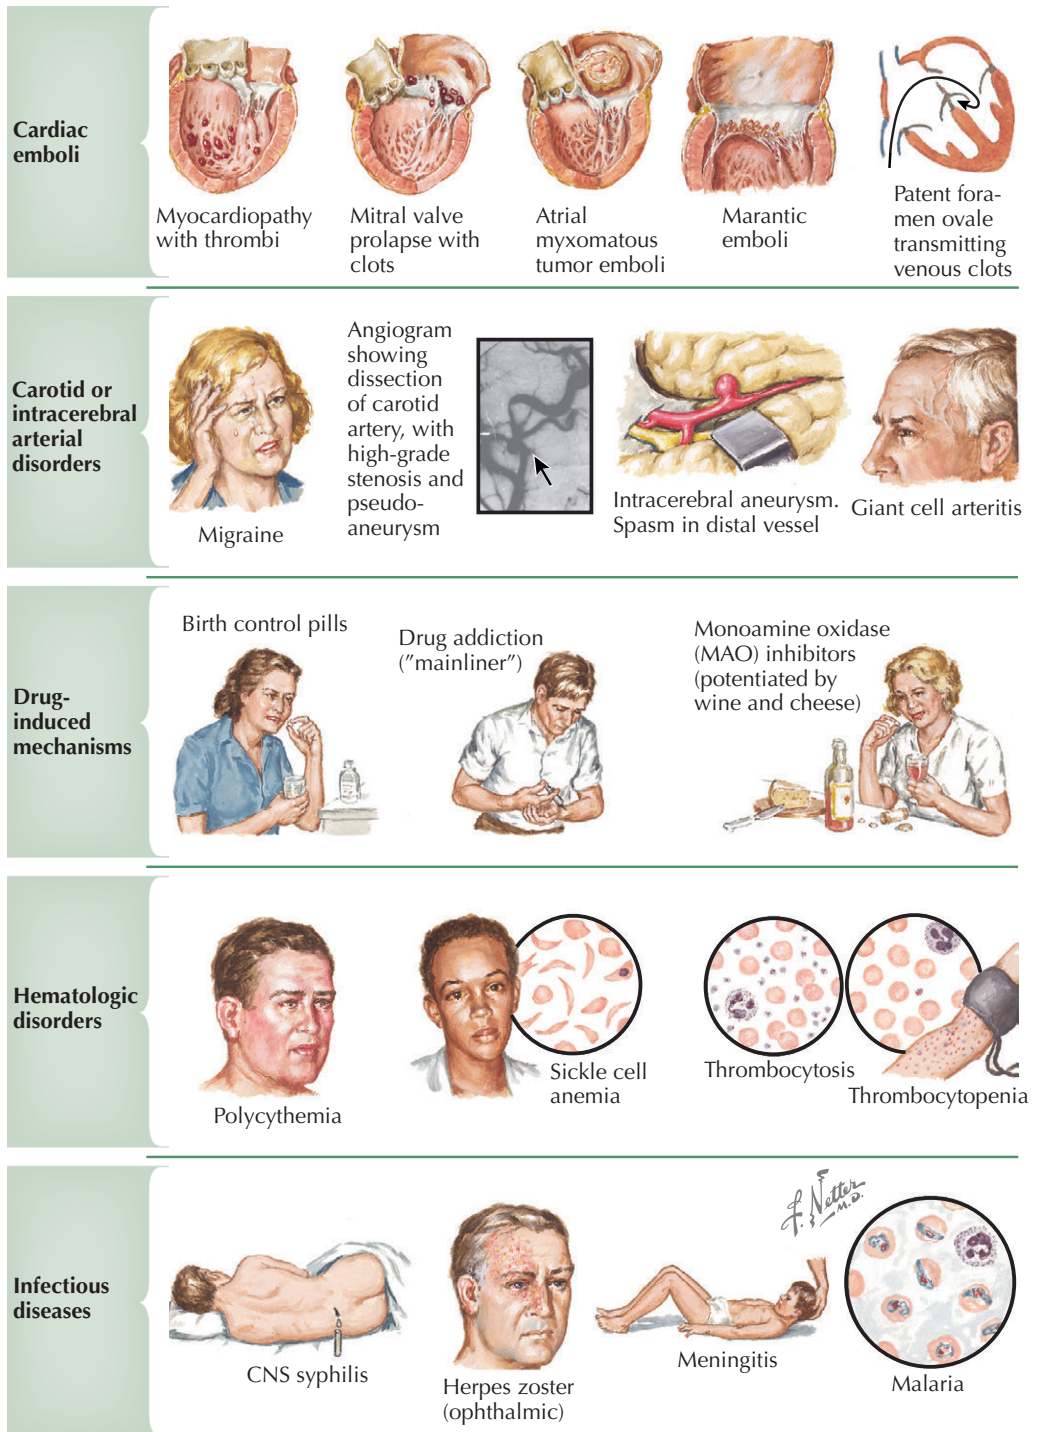 Cardiac
emboli
Myocardiopathy
with thrombi
Mitral valve
prolapse with
clots
Atrial
myxomatous
tumor emboli
Marantic
emboli
Patent fora-
men ovale
transmitting
venous clots
Carotid or
intracerebral
arterial
disorders
Migraine
Angiogram
showing
dissection
of carotid
artery, with
high-grade
stenosis and
pseudo-
aneurysm
Intracerebral aneurysm.
Spasm in distal vessel
Giant cell arteritis
Drug-
induced
mechanisms
Birth control pills
Drug addiction
(”mainliner”)
Monoamine oxidase
(MAO) inhibitors
(potentiated by
wine and cheese)
Hematologic
disorders
Polycythemia
Sickle cell
anemia
Thrombocytosis
Thrombocytopenia
Infectious
diseases
CNS syphilis
Herpes zoster
(ophthalmic)
Meningitis
F. Netter
M.D.
Malaria